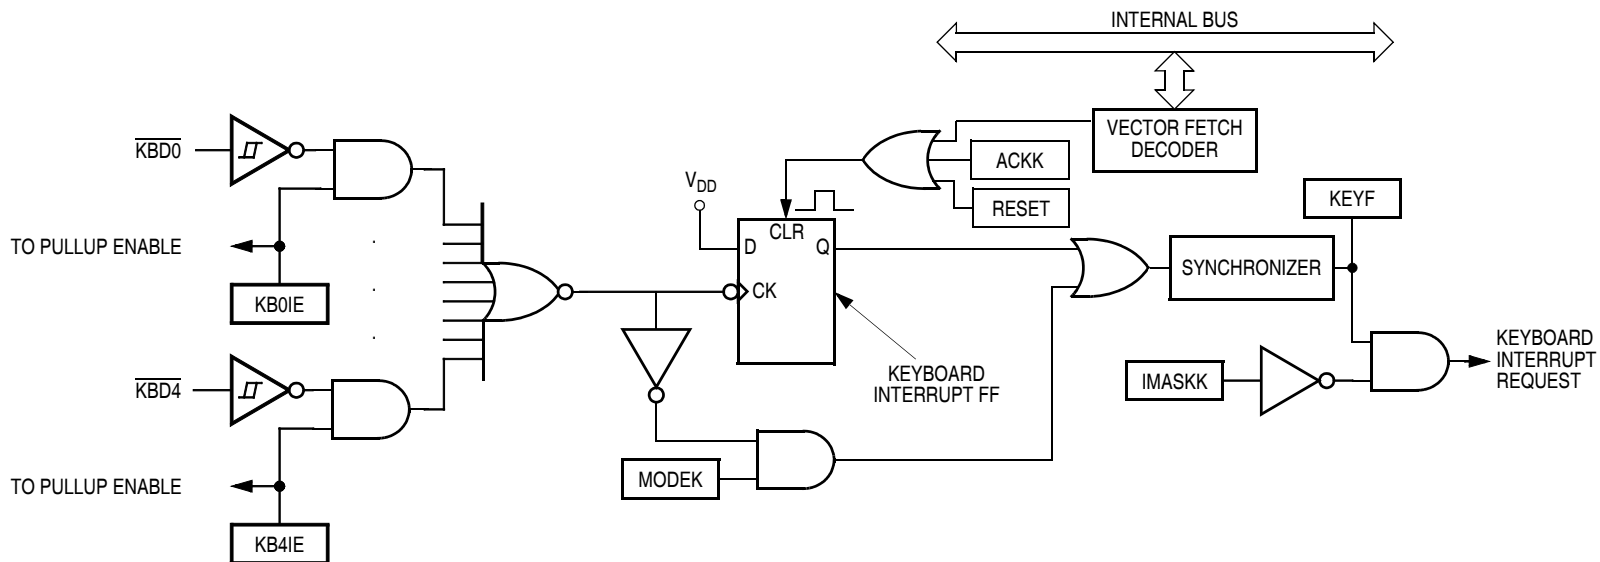 INTERNAL BUS
VECTOR FETCH
DECODER
ACKK
RESET
KBD0
TO PULLUP ENABLE
KB0IE
VDD
CLR
D
Q
CK
KEYBOARD
INTERRUPT FF
SYNCHRONIZER
KEYF
IMASKK
KEYBOARD
INTERRUPT
REQUEST
KBD4
TO PULLUP ENABLE
KB4IE
MODEK